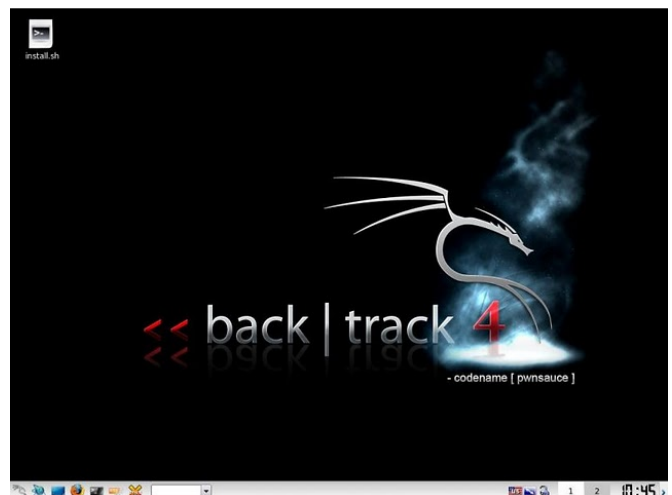 install.sh
<< back | track 4
- codename [ pwnsauce ]
1 2 10:45